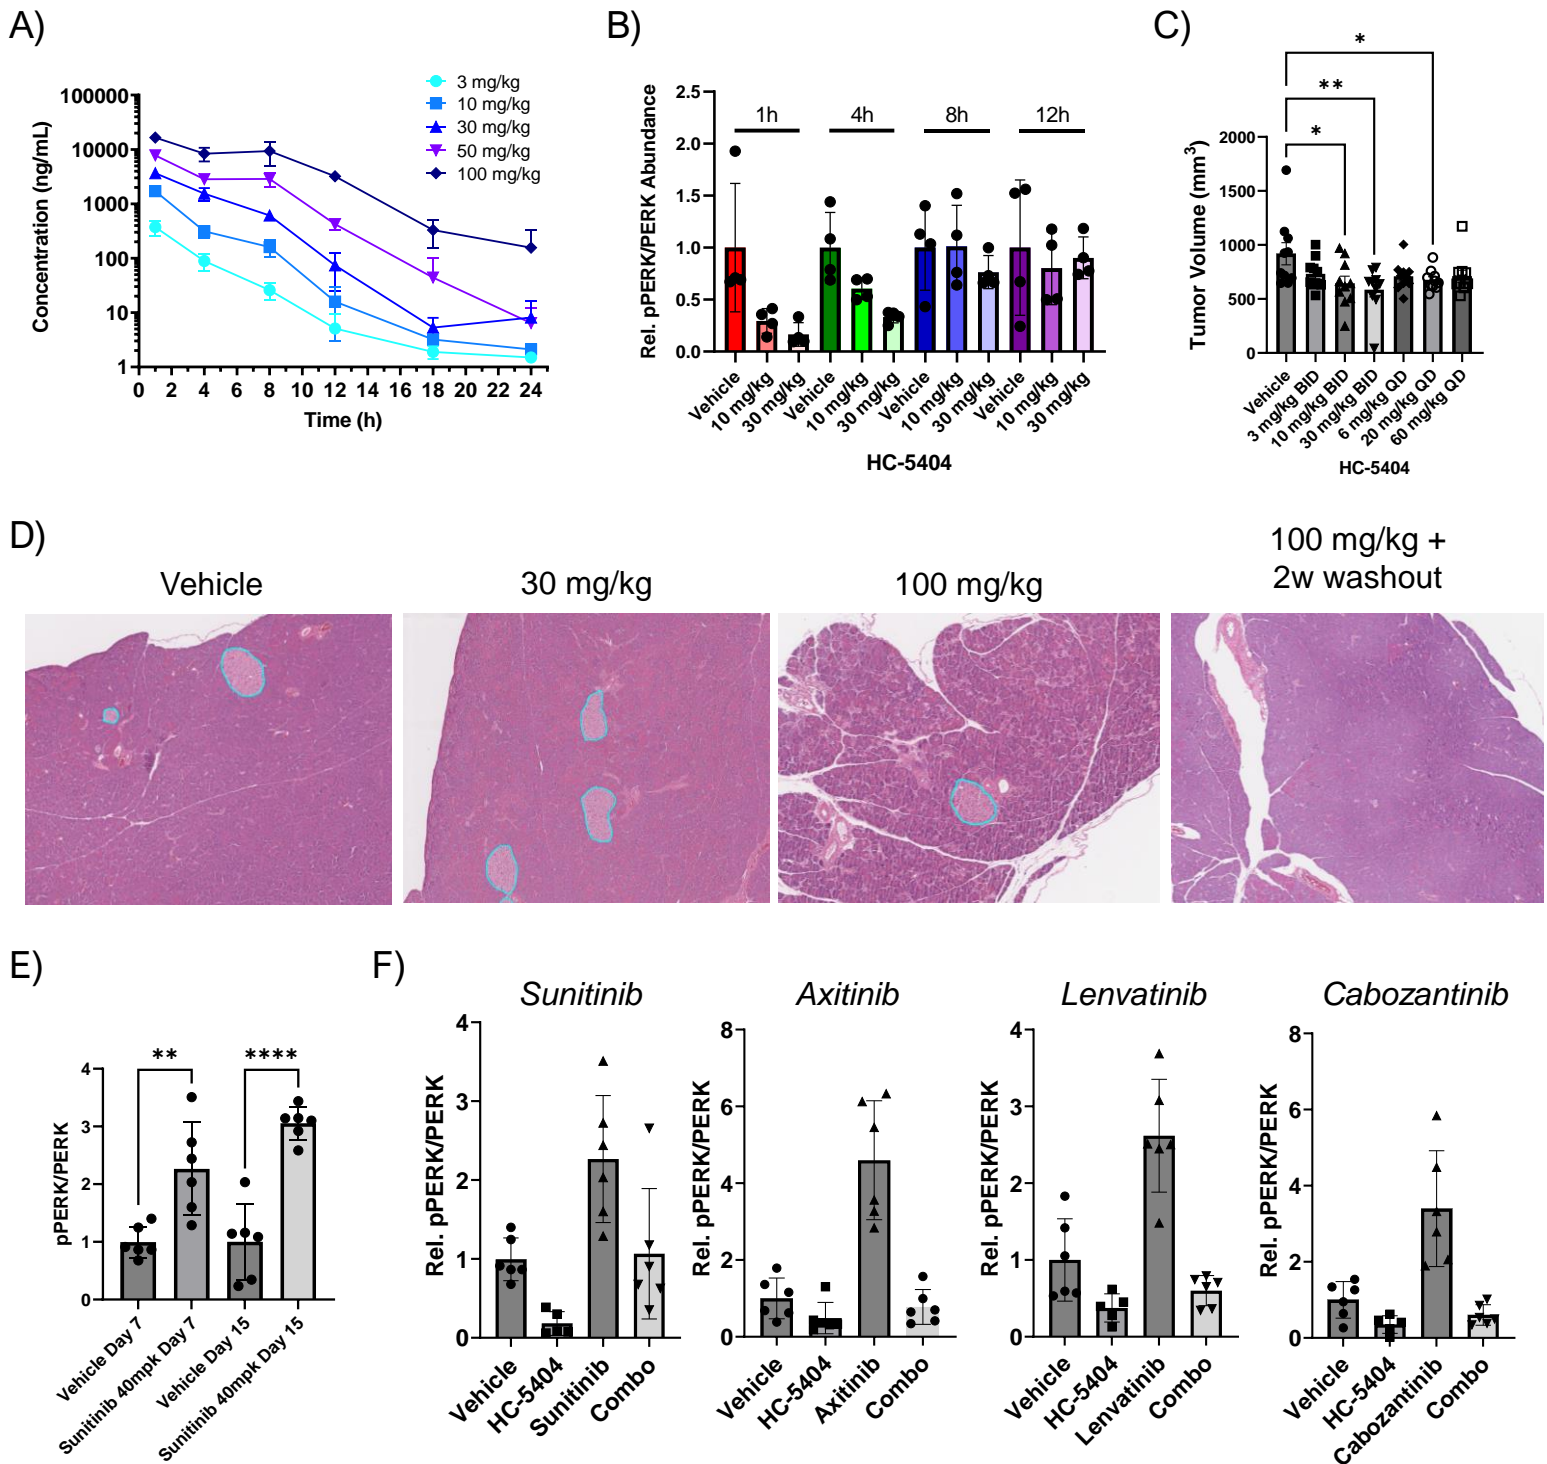 A)
Concentration (ng/mL)
100000
10000
1000
100
10
1
0 2 4 6 8 10 12 14 16 18 20 22 24
Time (h)
3 mg/kg
10 mg/kg
30 mg/kg
50 mg/kg
100 mg/kg
B)
Rel. pPERK/PERK Abundance
2.5
2.0
1.5
1.0
0.5
0.0
1h 4h 8h 12h
Vehicle
10 mg/kg
30 mg/kg
Vehicle
10 mg/kg
30 mg/kg
Vehicle
10 mg/kg
30 mg/kg
Vehicle
10 mg/kg
30 mg/kg
HC-5404
C)
Tumor Volume (mm3)
2000
1500
1000
500
0
*
**
*
Vehicle
3 mg/kg BID
10 mg/kg BID
30 mg/kg BID
6 mg/kg QD
20 mg/kg QD
60 mg/kg QD
HC-5404
D)
Vehicle
30 mg/kg
100 mg/kg
100 mg/kg +
2w washout
E)
pPERK/PERK
4
3
2
1
0
**
****
Vehicle Day 7
Sunitinib 40mpk Day 7
Vehicle Day 15
Sunitinib 40mpk Day 15
F)
Sunitinib
Rel. pPERK/PERK
4
3
2
1
0
Vehicle
HC-5404
Sunitinib
Combo
Axitinib
Rel. pPERK/PERK
8
6
4
2
0
Vehicle
HC-5404
Axitinib
Combo
Lenvatinib
Rel. pPERK/PERK
4
3
2
1
0
Vehicle
HC-5404
Lenvatinib
Combo
Cabozantinib
Rel. pPERK/PERK
8
6
4
2
0
Vehicle
HC-5404
Cabozantinib
Combo